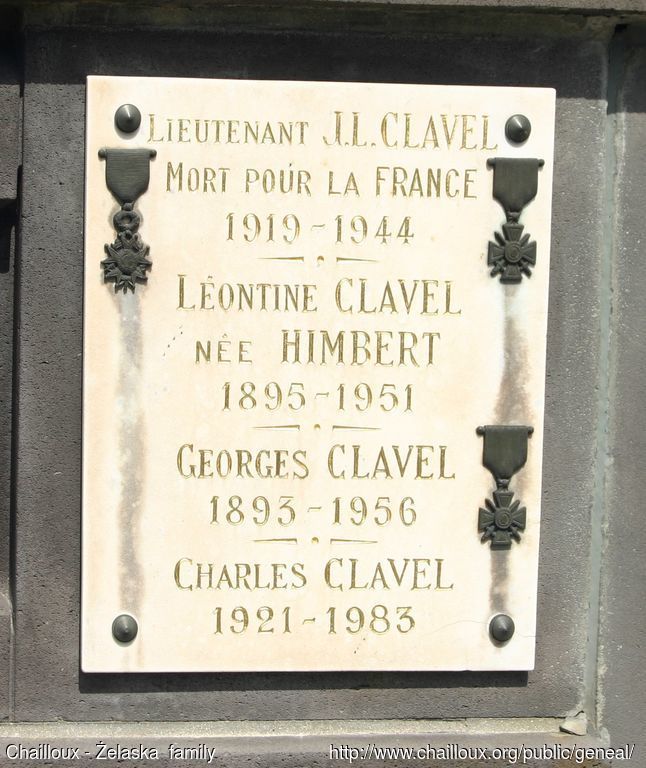 LIEUTENANT J.L. CLAVEL
MORT POÚR LA FRANCE
1919 - 1944
LÉONTINE CLAVEL
NÉE HIMBERT
1895 - 1951
GEORGES CLAVEL
1893 - 1956
CHARLES CLAVEL
1921 - 1983
Chailloux - Żelaska family
http://www.chailloux.org/public/geneal/